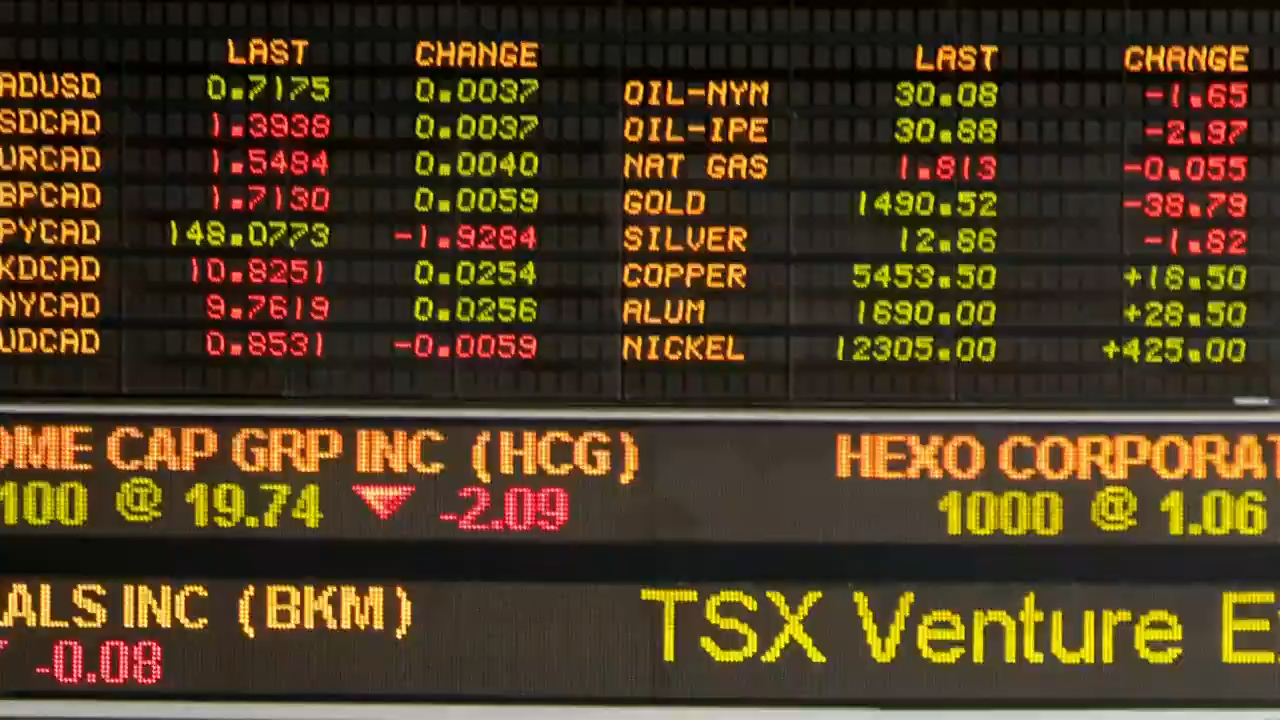 LAST CHANGE LAST CHANGE
ADUSD 0.7175 0.0037 OIL-NYM 30.08 -1.65
SDCAD 1.3938 0.0037 OIL-IPE 30.88 -2.97
URCAD 1.5484 0.0040 NAT GAS 1.813 -0.055
BPCAD 1.7130 0.0059 GOLD 1490.52 -38.79
PYCAD 148.0773 -1.9284 SILVER 12.86 -1.82
KDCAD 10.8251 0.0254 COPPER 5453.50 +18.50
NYCAD 9.7619 0.0256 ALUM 1690.00 +28.50
UDCAD 0.8531 -0.0059 NICKEL 12305.00 +425.00
OME CAP GRP INC (HCG) HEXO CORPORAT
100 @ 19.74 ▼ -2.09 1000 @ 1.06
ALS INC (BKM) TSX Venture E
-0.08